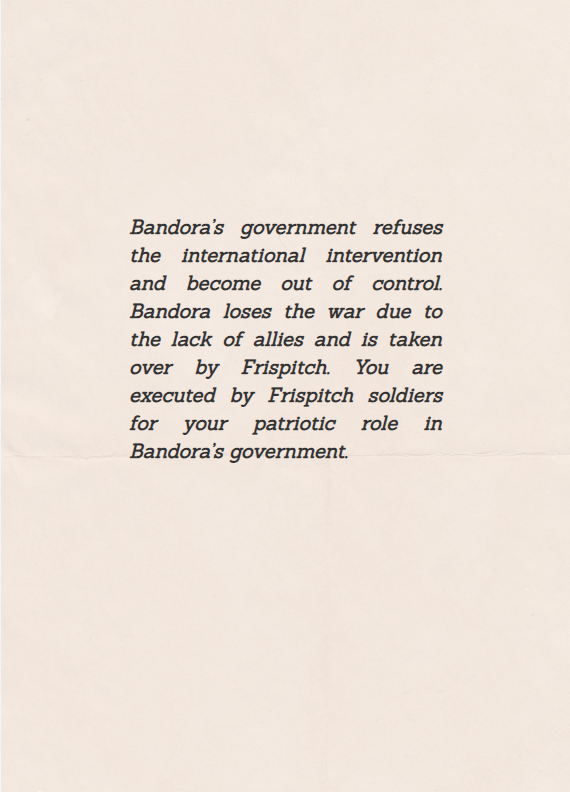 Bandora’s government refuses
the international intervention
and become out of control.
Bandora loses the war due to
the lack of allies and is taken
over by Frispitch. You are
executed by Frispitch soldiers
for your patriotic role in
Bandora’s government.